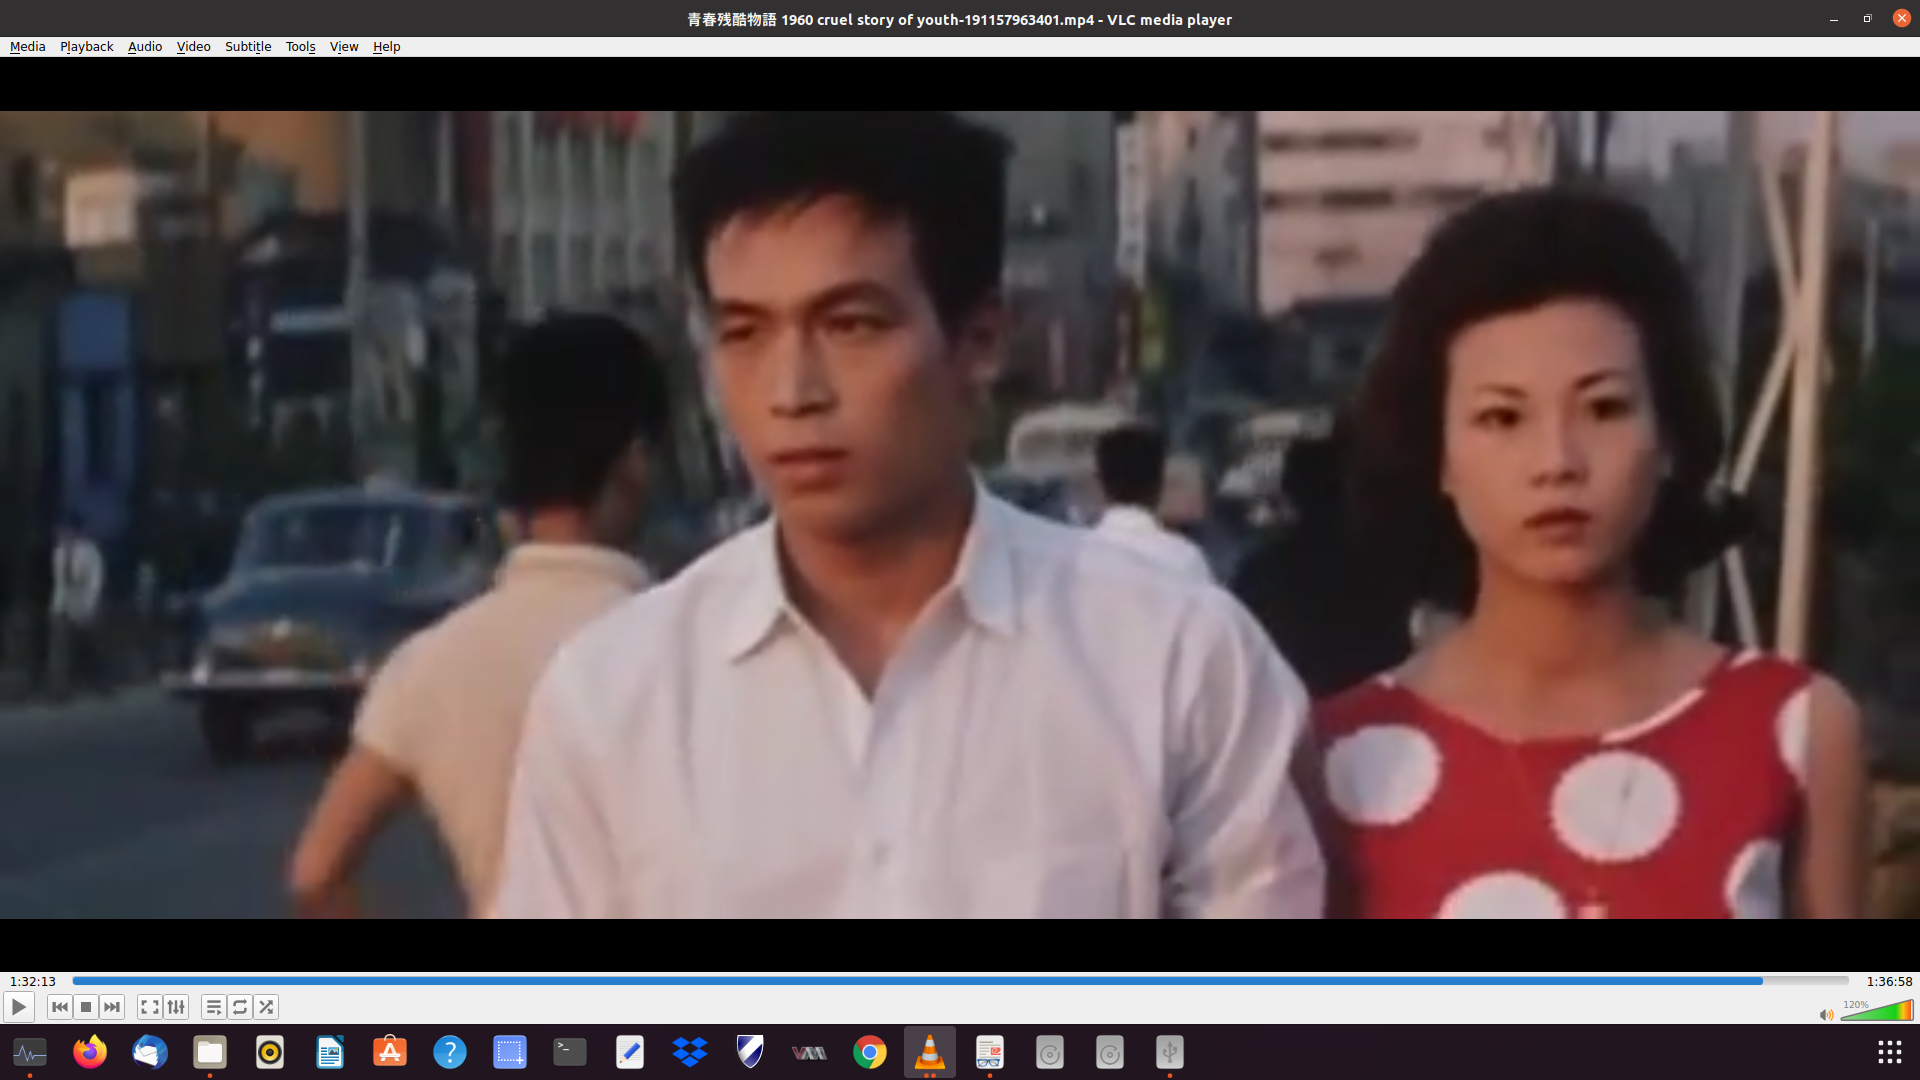 青春残酷物語 1960 cruel story of youth-191157963401.mp4 - VLC media player
Media Playback Audio Video Subtitle Tools View Help
1:32:13
1:36:58
120%